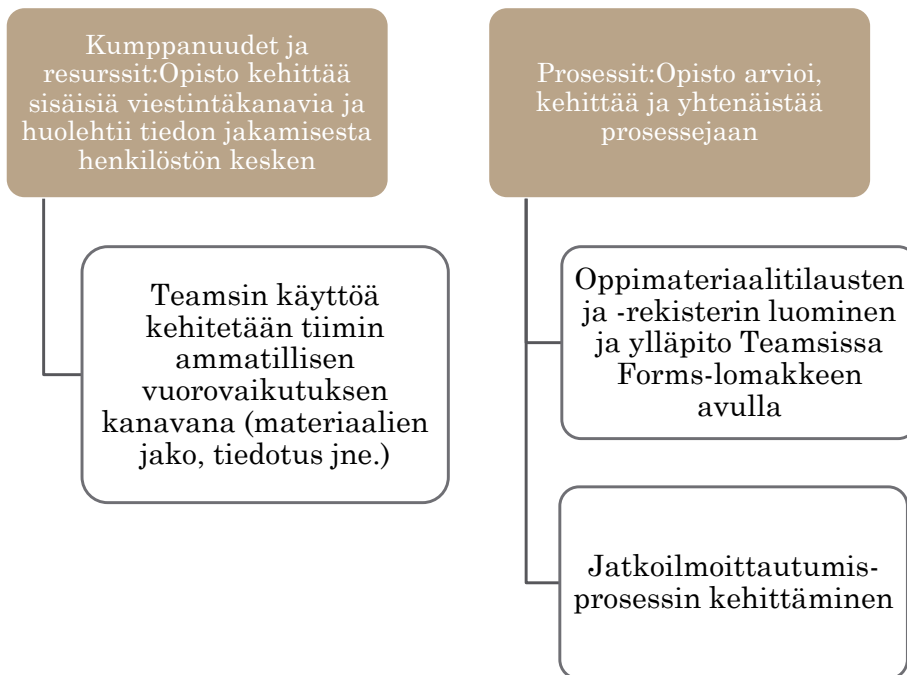 Kumppanuudet ja
resurssit:Opisto kehittää
sisäisiä viestintäkanavia ja
huolehtii tiedon jakamisesta
henkilöstön kesken
Teamsin käyttöä
kehitetään tiimin
ammatillisen
vuorovaikutuksen
kanavana (materiaalien
jako, tiedotus jne.)
Prosessit:Opisto arvioi,
kehittää ja yhtenäistää
prosessejaan
Oppimateriaalitilausten
ja -rekisterin luominen
ja ylläpito Teamsissa
Forms-lomakkeen
avulla
Jatkoilmoittautumis-
prosessin kehittäminen